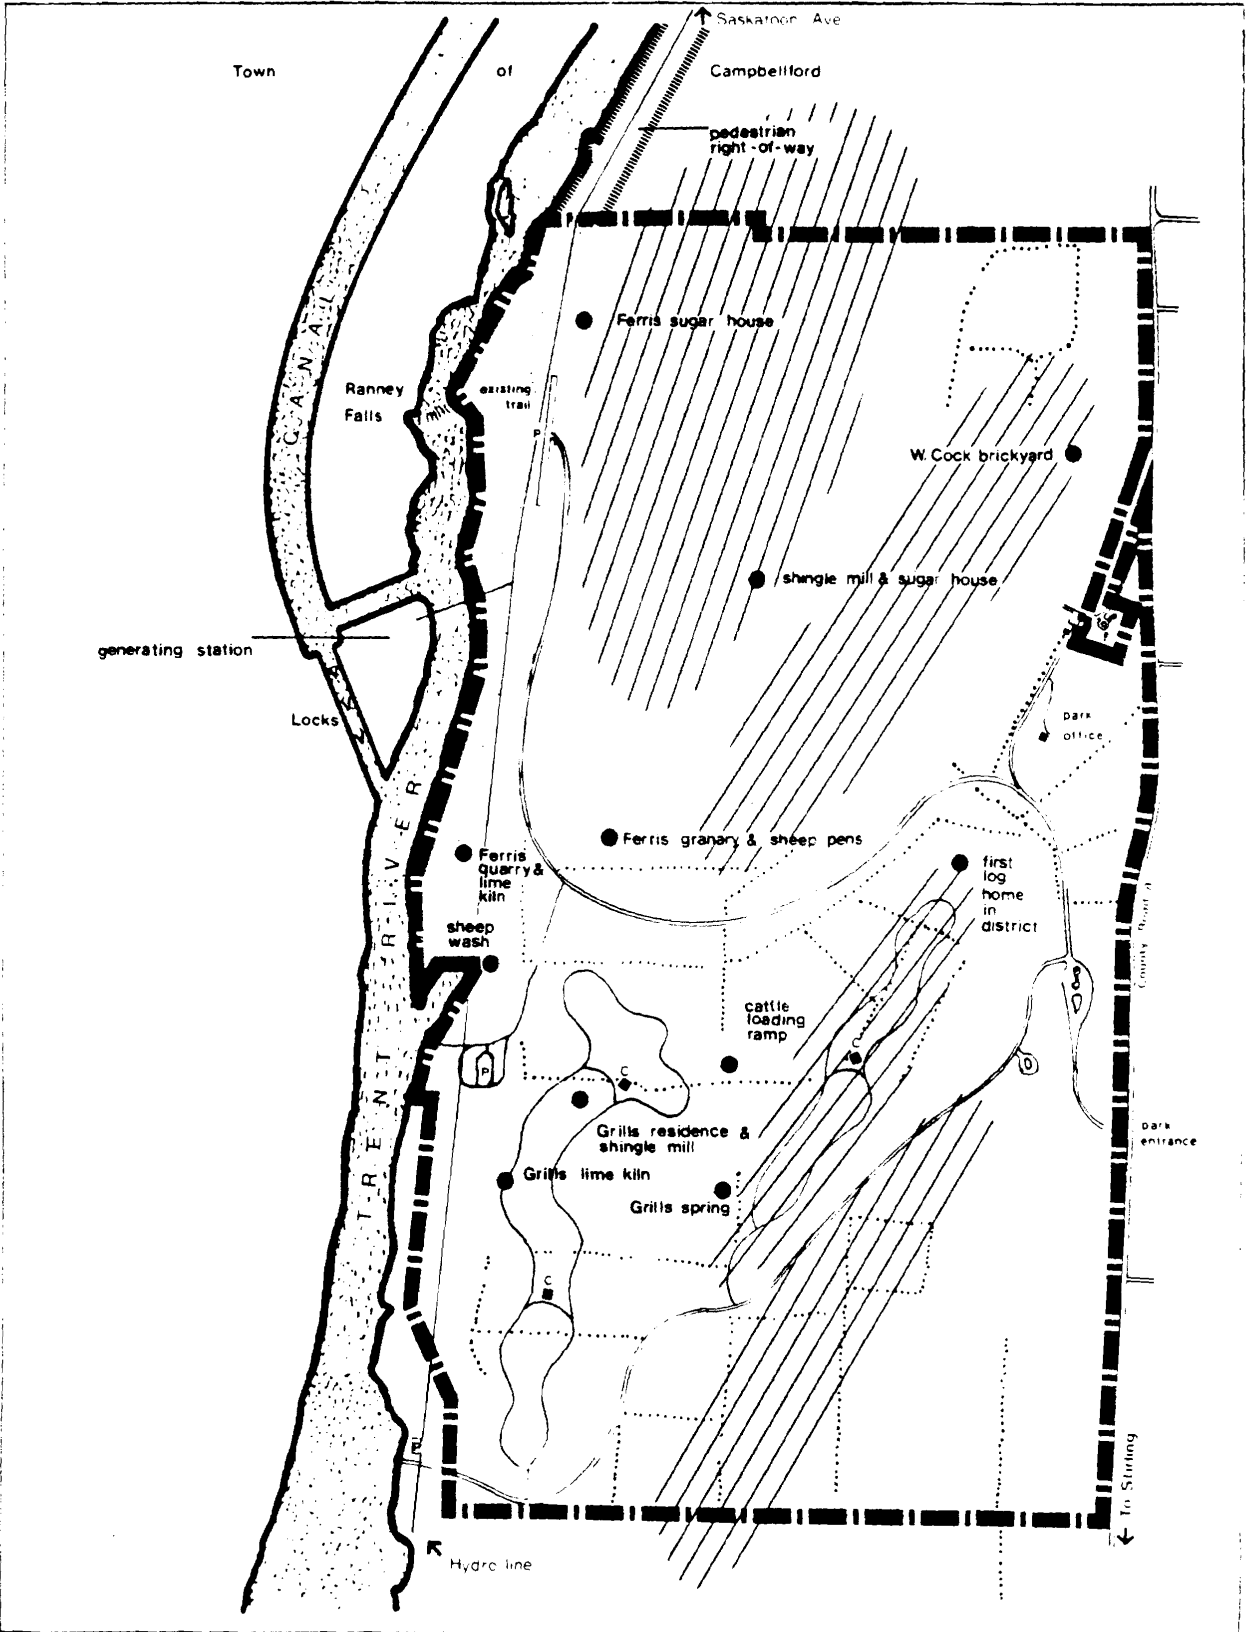 Saskatoon Ave
Town of Campbellford
pedestrian
right-of-way
P
Ferris sugar house
CANAL
Ranney
Falls
existing
trail
P
W. Cock brickyard
shingle mill & sugar house
generating station
Locks
park
office
TRENT RIVER
Ferris granary & sheep pens
Ferris
quarry &
lime
kiln
first
log
home
in
district
sheep
wash
County Road
cattle
loading
ramp
C
C
P
Grills residence &
shingle mill
park
entrance
Grills lime kiln
Grills spring
C
P
To Stirling
Hydro line